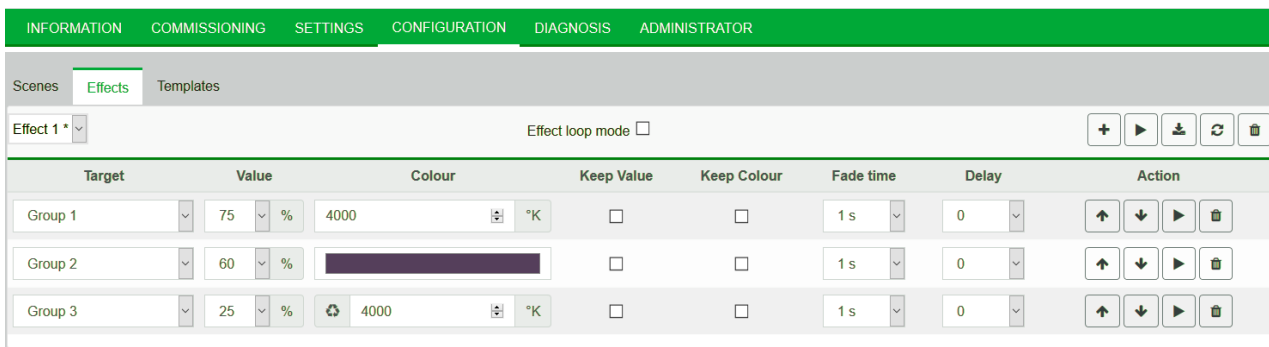 INFORMATION COMMISSIONING SETTINGS CONFIGURATION DIAGNOSIS ADMINISTRATOR
Scenes Effects Templates
Effect 1 * Effect loop mode
Target Value Colour Keep Value Keep Colour Fade time Delay Action
Group 1 75 % 4000 °K 1 s 0
Group 2 60 % 1 s 0
Group 3 25 % 4000 °K 1 s 0